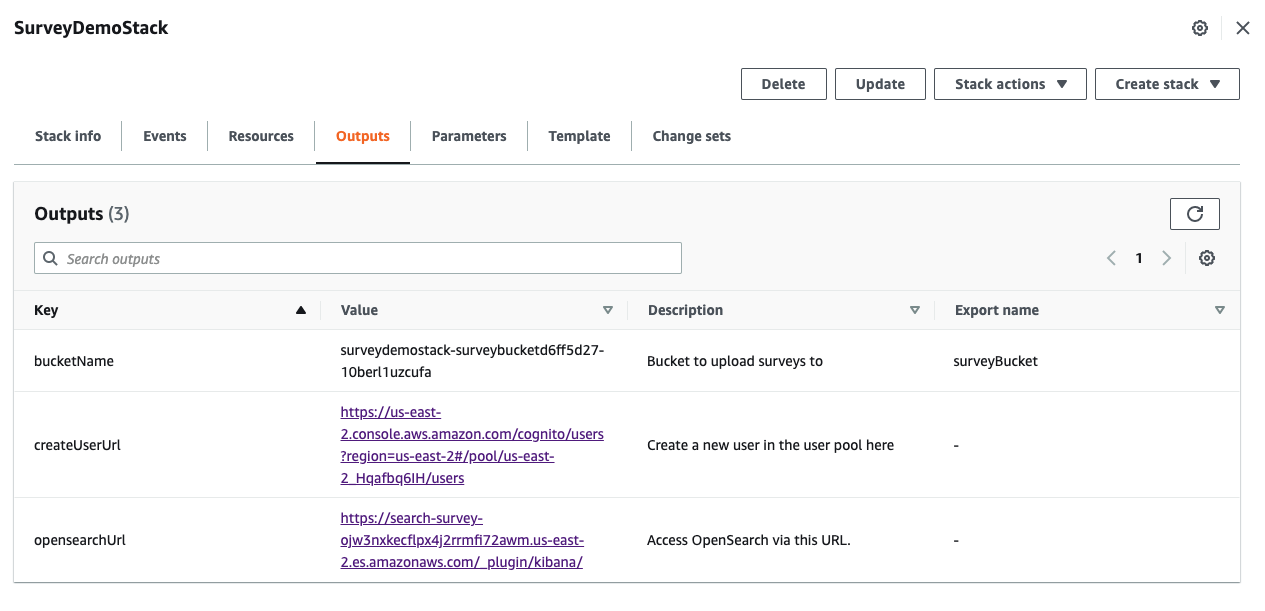 SurveyDemoStack
Delete
Update
Stack actions
Create stack
Stack info
Events
Resources
Outputs
Parameters
Template
Change sets
Outputs (3)
Search outputs
1
Key
Value
Description
Export name
bucketName
surveydemostack-surveybucketd6ff5d27-
10berl1uzcufa
Bucket to upload surveys to
surveyBucket
createUserUrl
https://us-east-
2.console.aws.amazon.com/cognito/users
?region=us-east-2#/pool/us-east-
2_Hqafbq6IH/users
Create a new user in the user pool here
-
opensearchUrl
https://search-survey-
ojw3nxkecflpx4j2rrmfi72awm.us-east-
2.es.amazonaws.com/_plugin/kibana/
Access OpenSearch via this URL.
-